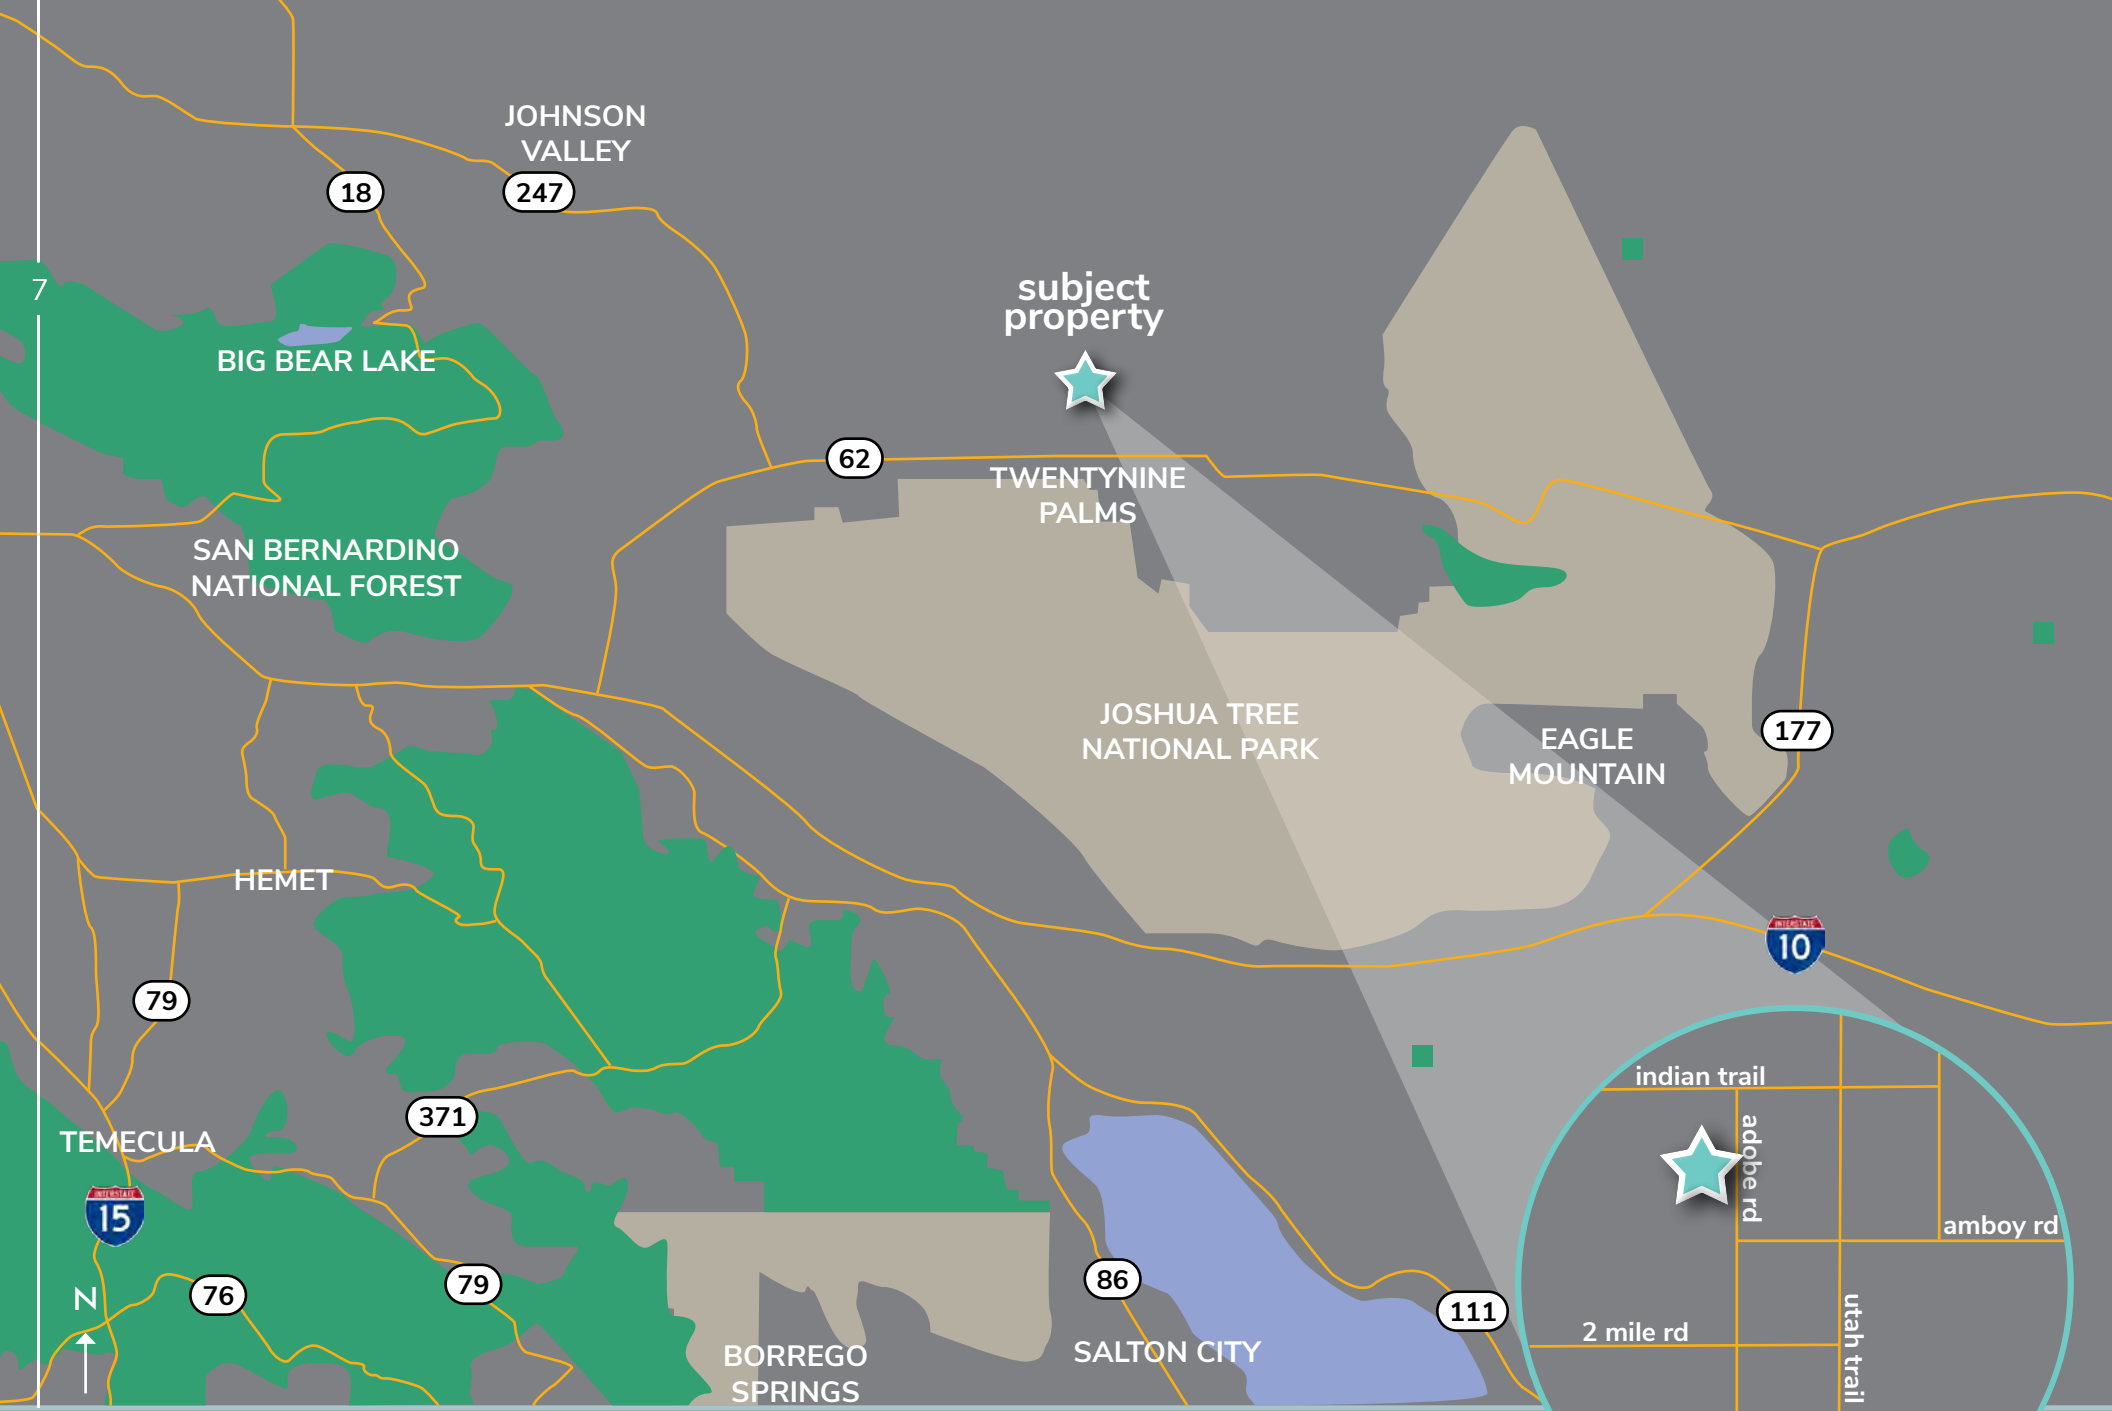 JOHNSON
VALLEY
18
247
7
subject
property
BIG BEAR LAKE
62
TWENTYNINE
PALMS
SAN BERNARDINO
NATIONAL FOREST
JOSHUA TREE
NATIONAL PARK
EAGLE
MOUNTAIN
177
HEMET
INTERSTATE
10
79
indian trail
adobe rd
371
TEMECULA
INTERSTATE
15
amboy rd
N
76
79
86
111
2 mile rd
utah trail
SALTON CITY
BORREGO
SPRINGS